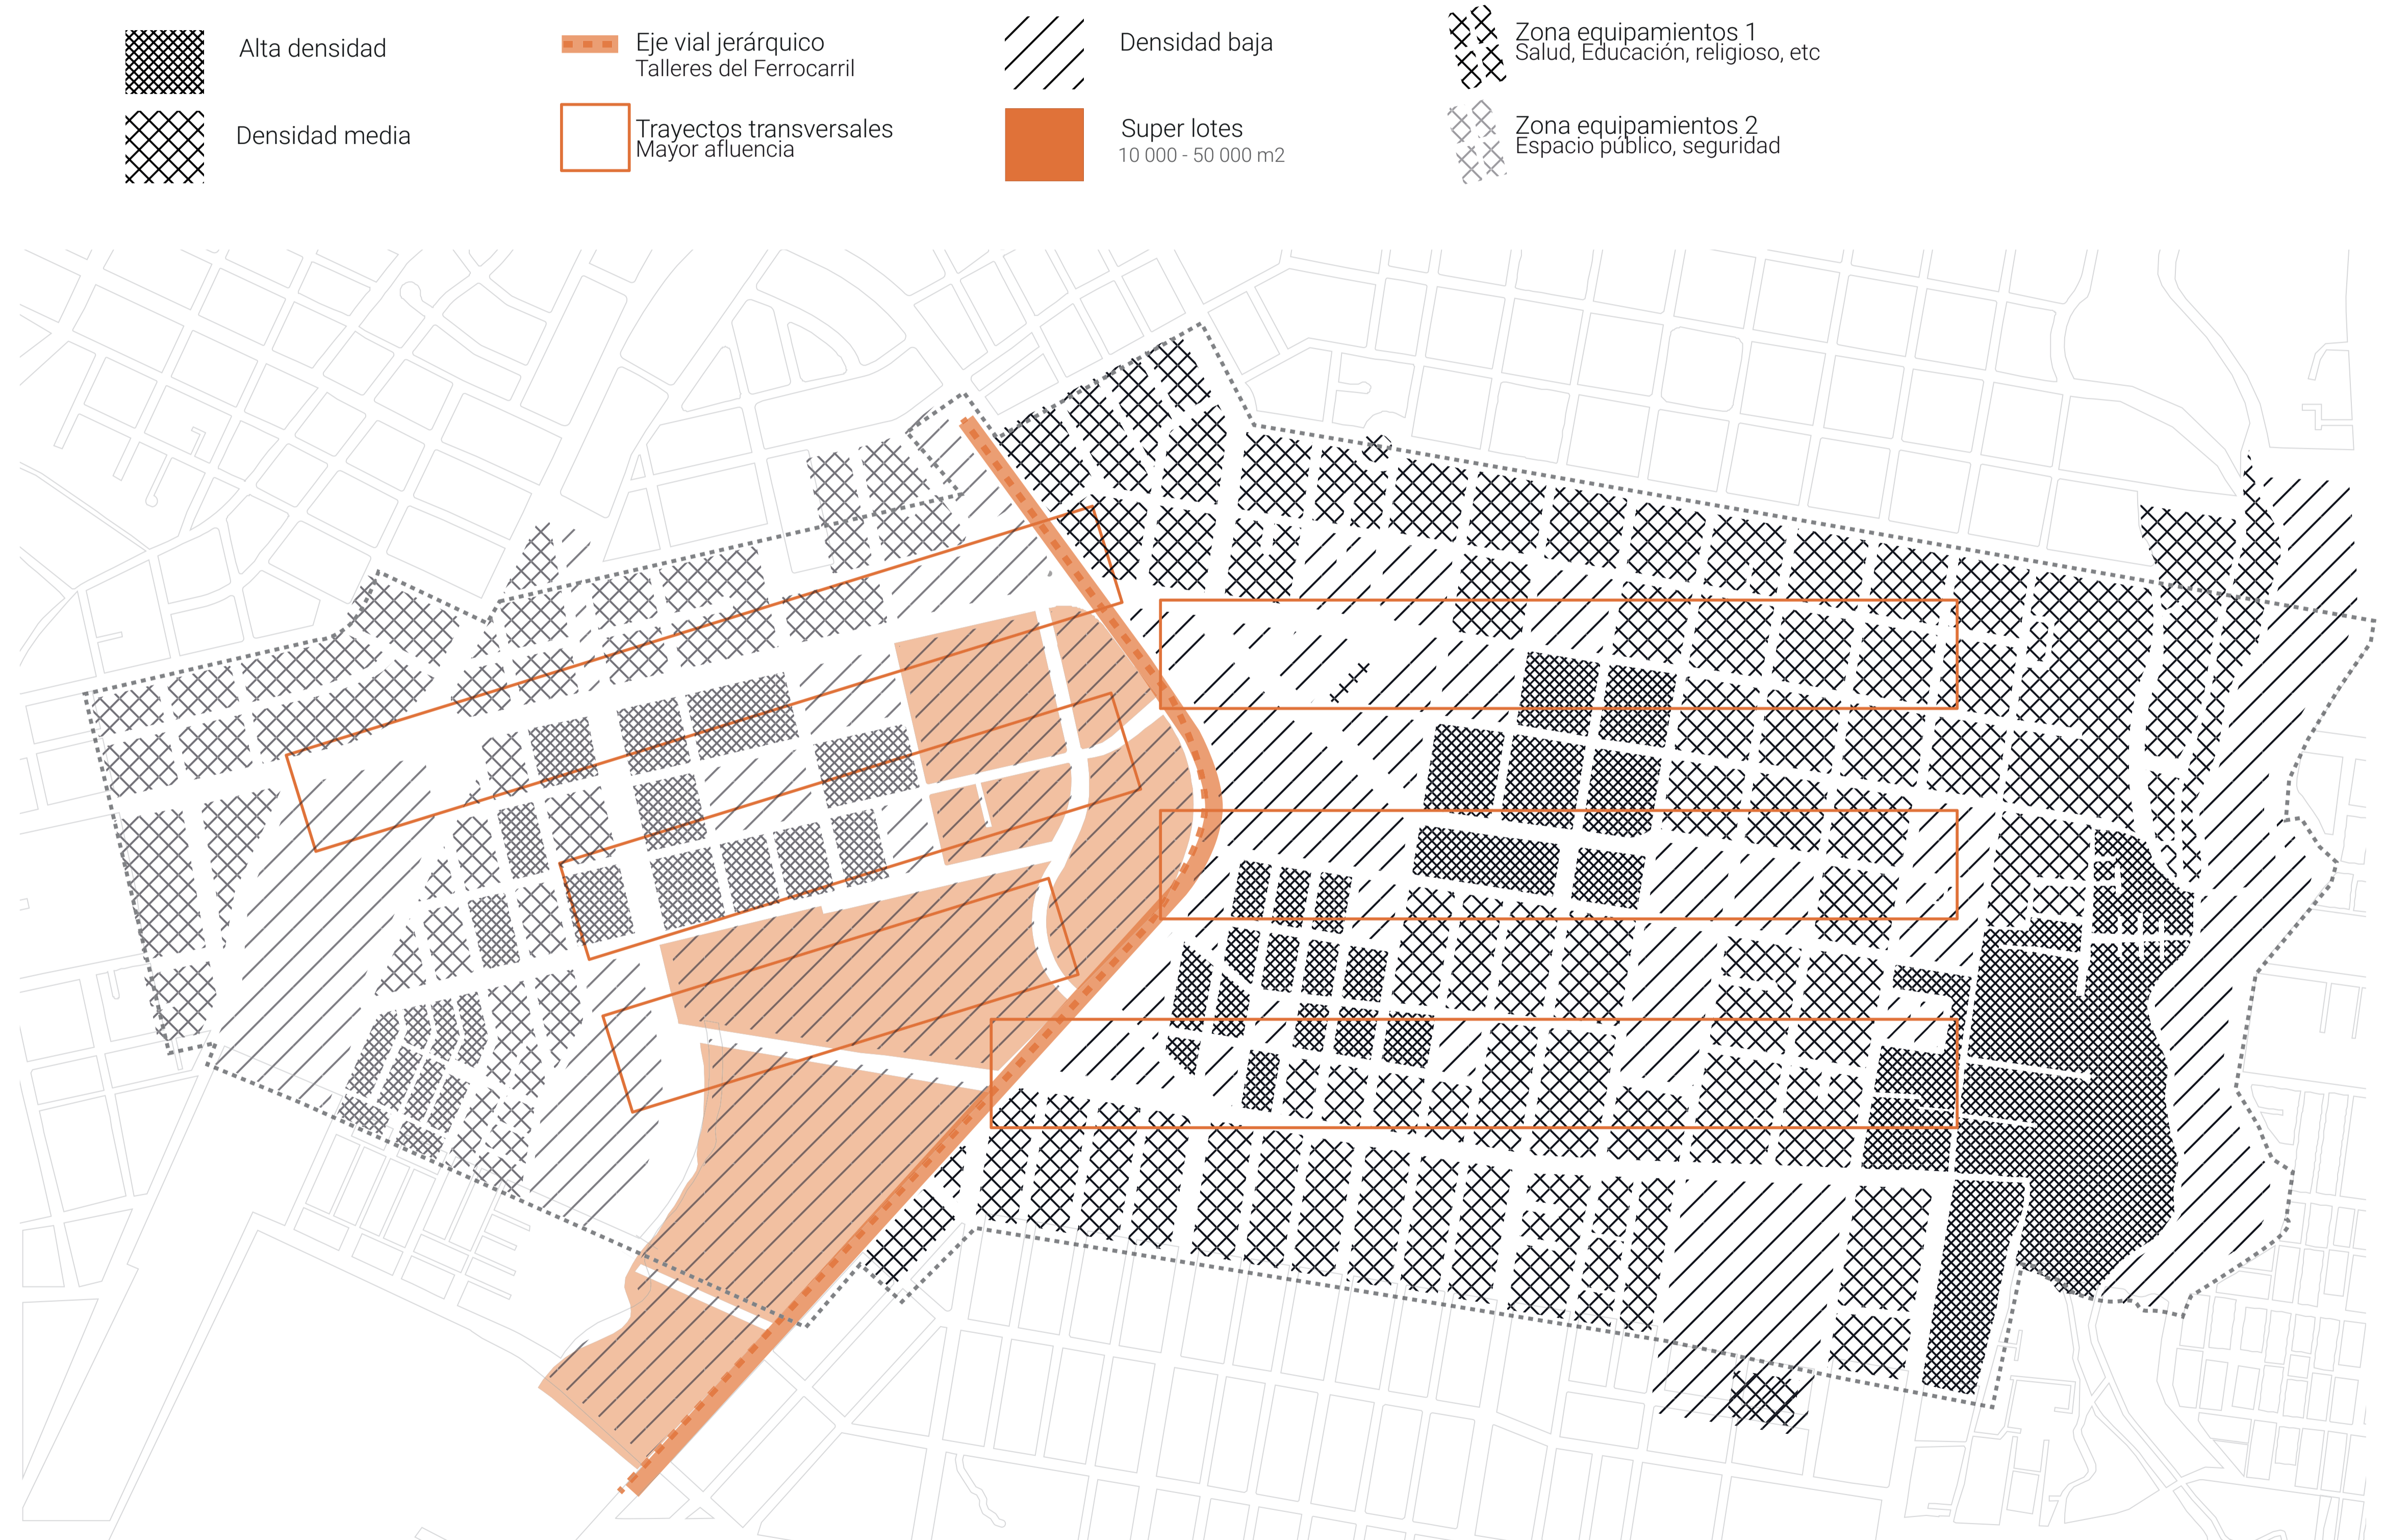 Alta densidad
Densidad media
Eje vial jerárquico
Talleres del Ferrocarril
Trayectos transversales
Mayor afluencia
Densidad baja
Super lotes
10 000 - 50 000 m2
Zona equipamientos 1
Salud, Educación, religioso, etc
Zona equipamientos 2
Espacio público, seguridad